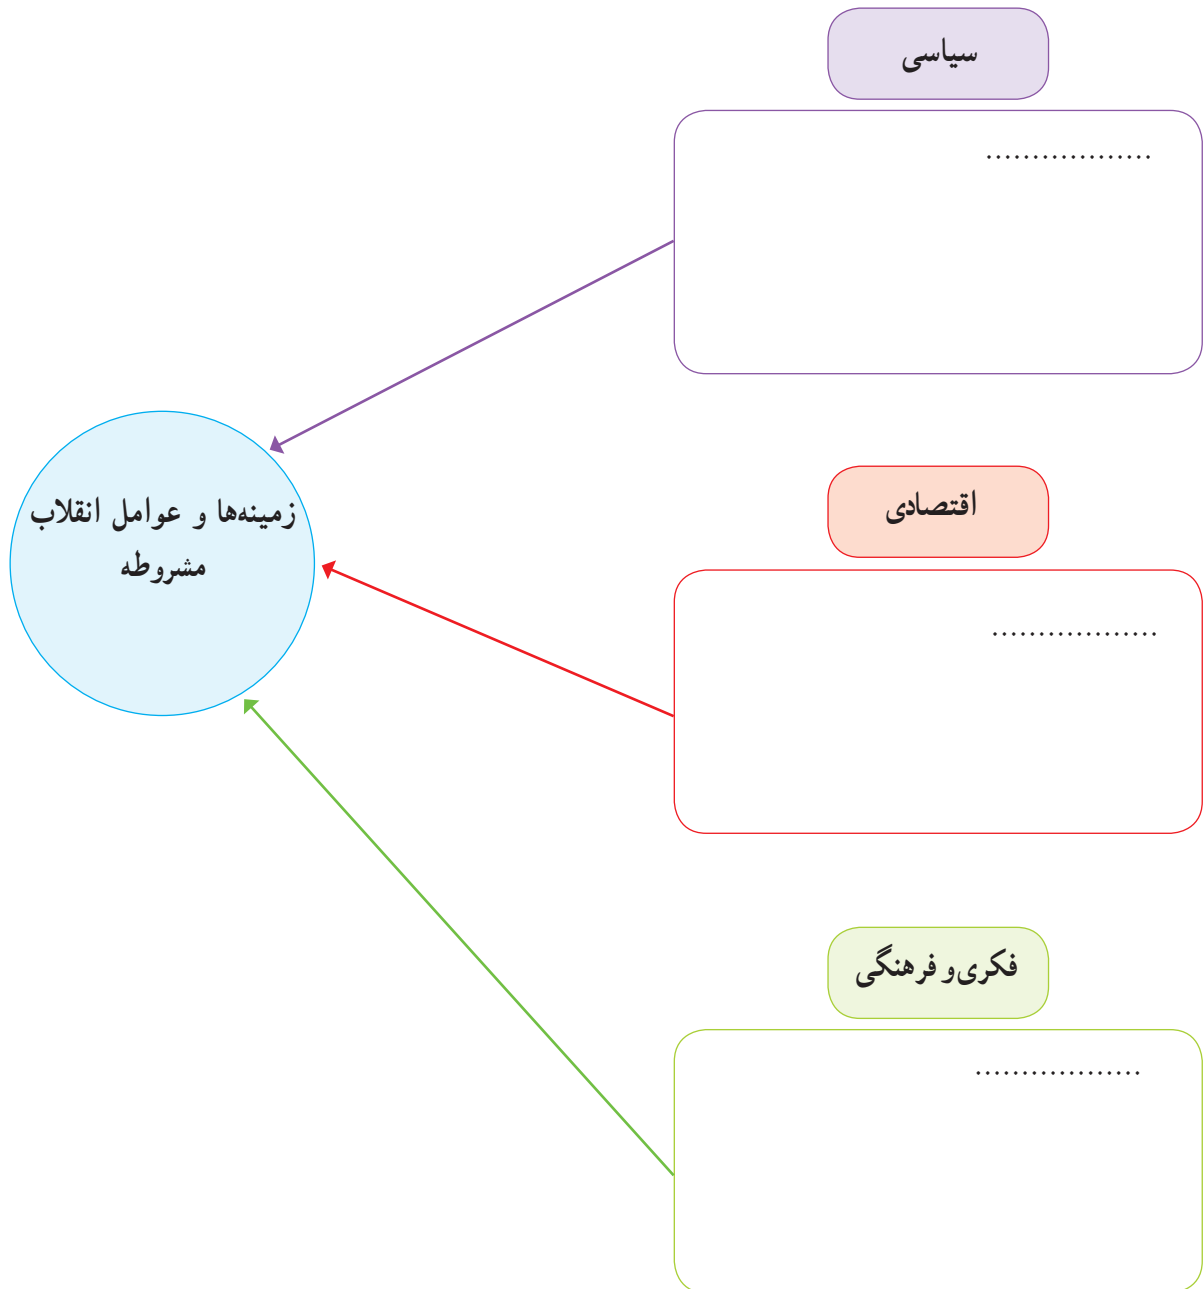 سیاسی
..................
زمینه‌ها و عوامل انقلاب
مشروطه
اقتصادی
..................
فکری و فرهنگی
..................